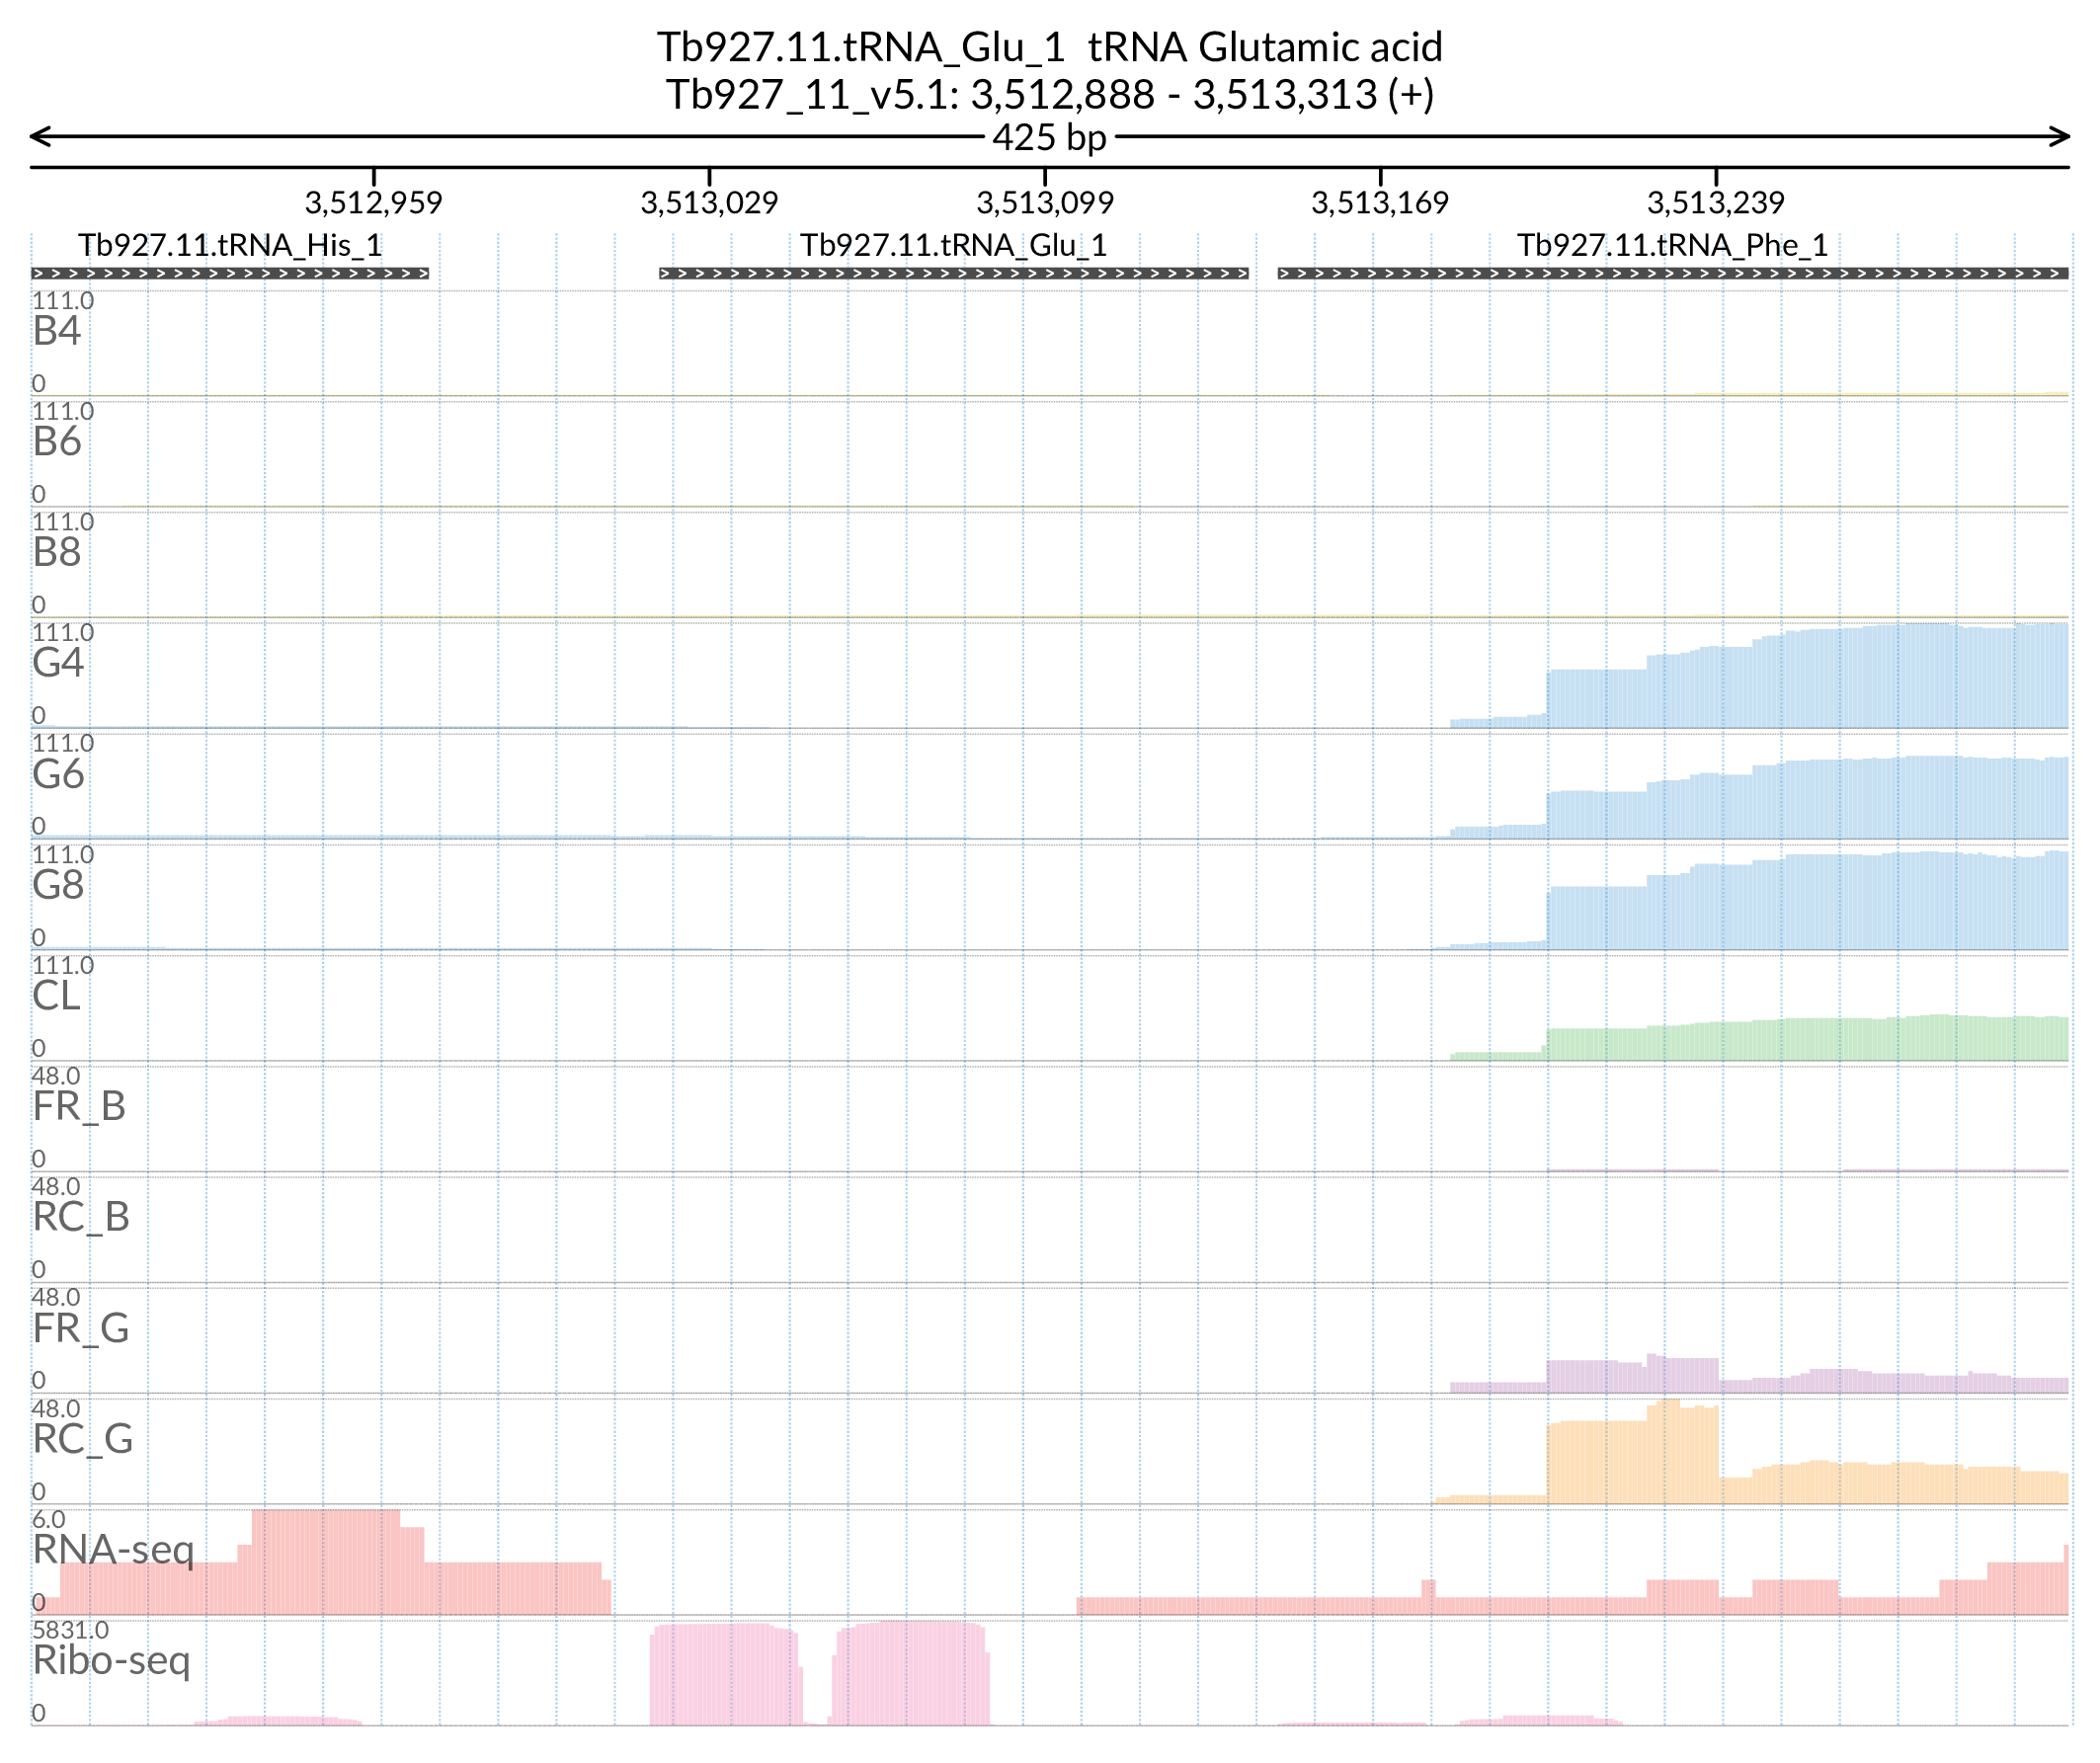 Tb927.11.tRNA_Glu_1  tRNA Glutamic acid
Tb927_11_v5.1: 3,512,888 - 3,513,313 (+)
425 bp
3,512,959 3,513,029 3,513,099 3,513,169 3,513,239
Tb927.11.tRNA_His_1 Tb927.11.tRNA_Glu_1 Tb927.11.tRNA_Phe_1
111.0
B4
0
111.0
B6
0
111.0
B8
0
111.0
G4
0
111.0
G6
0
111.0
G8
0
111.0
CL
0
48.0
FR_B
0
48.0
RC_B
0
48.0
FR_G
0
48.0
RC_G
0
6.0
RNA-seq
0
5831.0
Ribo-seq
0